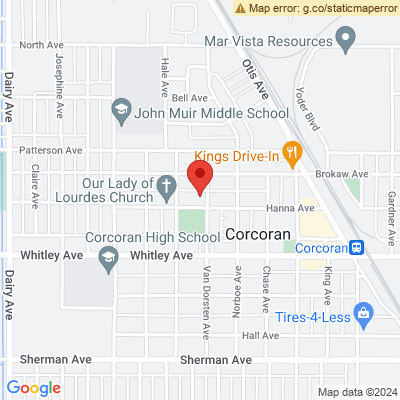 Map error: g.co/staticmaperror
North Ave
Mar Vista Resources
Otis Ave
Dairy Ave
Josephine Ave
Hale Ave
Bell Ave
Yoder Blvd
John Muir Middle School
Patterson Ave
Kings Drive-In
Brokaw Ave
Claire Ave
Our Lady of
Lourdes Church
Hanna Ave
Gardner Ave
Corcoran High School
Corcoran
Corcoran
Whitley Ave
Whitley Ave
Dairy Ave
Van Dorsten Ave
Norboe Ave
Chase Ave
King Ave
Tires-4-Less
Hall Ave
Sherman Ave
Sherman Ave
Google
Map data ©2024